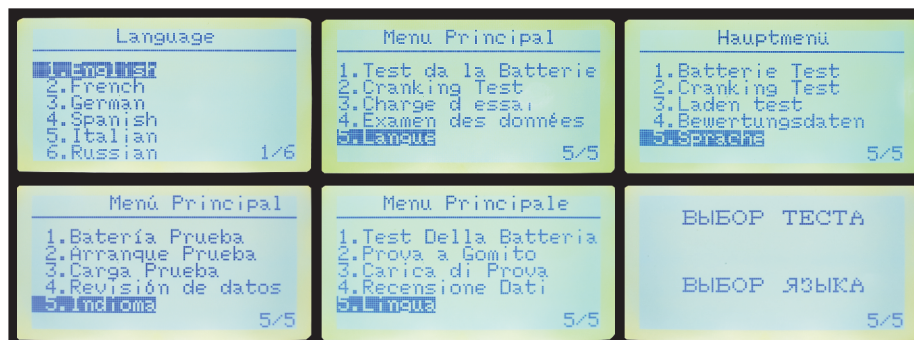 Language
1.English
2.French
3.German
4.Spanish
5.Italian
6.Russian
1/6
Menu Principal
1.Test da la Batterie
2.Cranking Test
3.Charge d essai
4.Examen des données
5.Langue
5/5
Hauptmenü
1.Batterie Test
2.Cranking Test
3.Laden test
4.Bewertungsdaten
5.Sprache
5/5
Menú Principal
1.Batería Prueba
2.Arranque Prueba
3.Carga Prueba
4.Revisión de datos
5.Indioma
5/5
Menu Principale
1.Test Della Batteria
2.Prova a Gomito
3.Carica di Prova
4.Recensione Dati
5.Lingua
5/5
ВЫБОР ТЕСТА
ВЫБОР ЯЗЫКА
5/5